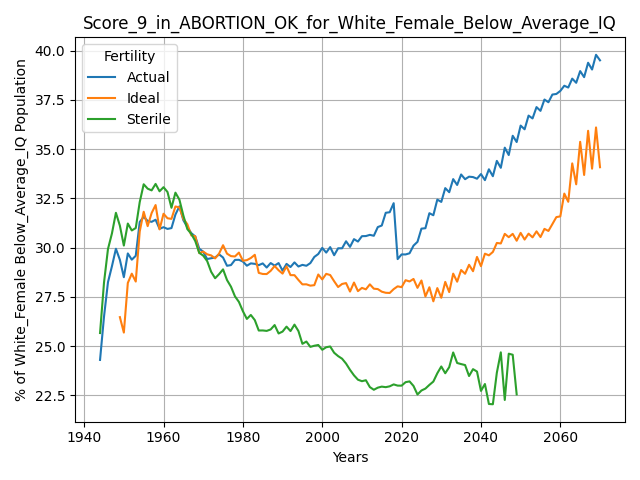 Score_9_in_ABORTION_OK_for_White_Female_Below_Average_IQ
Fertility
Actual
Ideal
Sterile
% of White_Female Below_Average_IQ Population
40.0
37.5
35.0
32.5
30.0
27.5
25.0
22.5
1940 1960 1980 2000 2020 2040 2060
Years